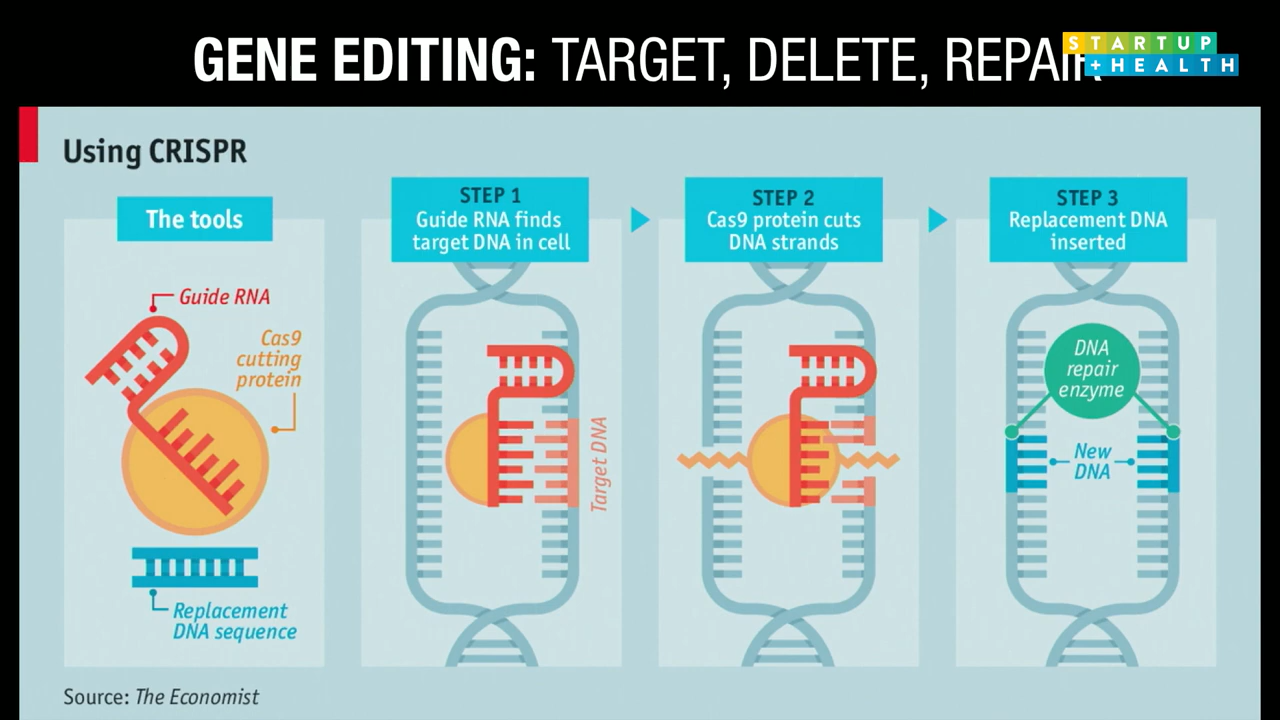 GENE EDITING: TARGET, DELETE, REPAIR
STARTUP
+HEALTH
Using CRISPR
The tools
Guide RNA
Cas9
cutting
protein
Replacement
DNA sequence
STEP 1
Guide RNA finds
target DNA in cell
Target DNA
STEP 2
Cas9 protein cuts
DNA strands
STEP 3
Replacement DNA
inserted
DNA
repair
enzyme
New
DNA
Source: The Economist